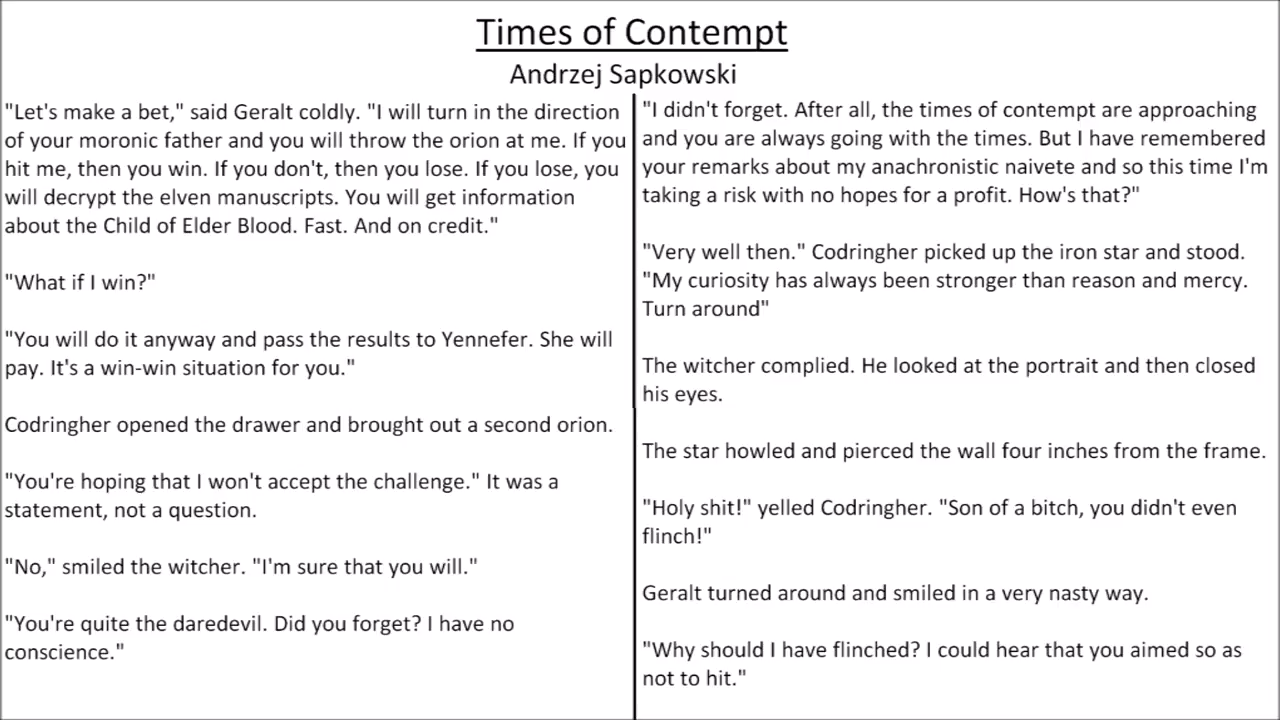 Times of Contempt
Andrzej Sapkowski
"Let's make a bet," said Geralt coldly. "I will turn in the direction
of your moronic father and you will throw the orion at me. If you
hit me, then you win. If you don't, then you lose. If you lose, you
will decrypt the elven manuscripts. You will get information
about the Child of Elder Blood. Fast. And on credit."
"What if I win?"
"You will do it anyway and pass the results to Yennefer. She will
pay. It's a win-win situation for you."
Codringher opened the drawer and brought out a second orion.
"You're hoping that I won't accept the challenge." It was a
statement, not a question.
"No," smiled the witcher. "I'm sure that you will."
"You're quite the daredevil. Did you forget? I have no
conscience."
"I didn't forget. After all, the times of contempt are approaching
and you are always going with the times. But I have remembered
your remarks about my anachronistic naivete and so this time I'm
taking a risk with no hopes for a profit. How's that?"
"Very well then." Codringher picked up the iron star and stood.
"My curiosity has always been stronger than reason and mercy.
Turn around"
The witcher complied. He looked at the portrait and then closed
his eyes.
The star howled and pierced the wall four inches from the frame.
"Holy shit!" yelled Codringher. "Son of a bitch, you didn't even
flinch!"
Geralt turned around and smiled in a very nasty way.
"Why should I have flinched? I could hear that you aimed so as
not to hit."